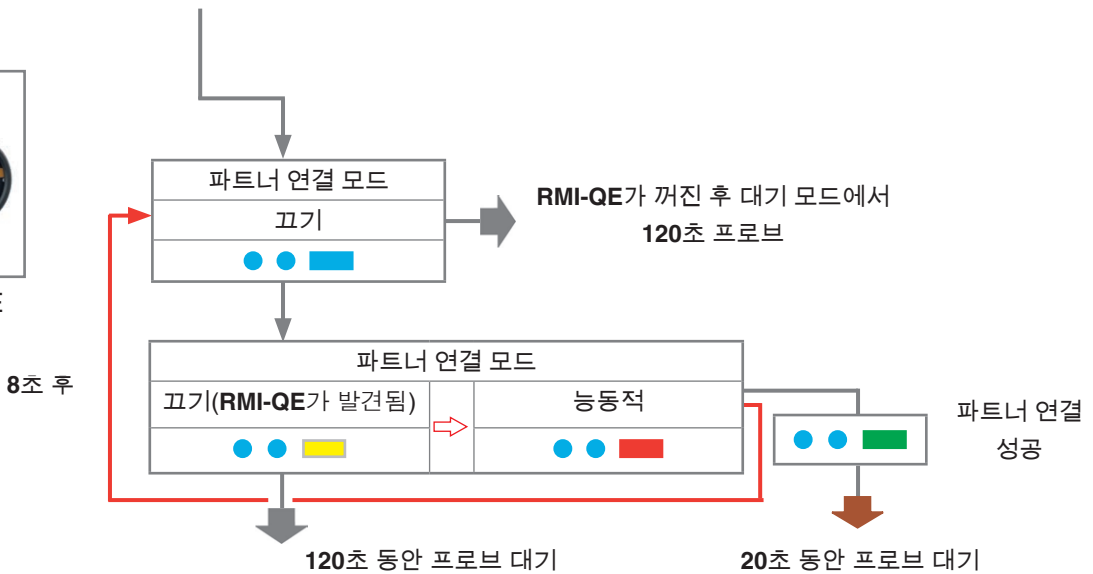 파트너 연결 모드
끄기
RMI-QE가 꺼진 후 대기 모드에서
120초 프로브
8초 후
파트너 연결 모드
끄기(RMI-QE가 발견됨)
능동적
파트너 연결
성공
120초 동안 프로브 대기
20초 동안 프로브 대기